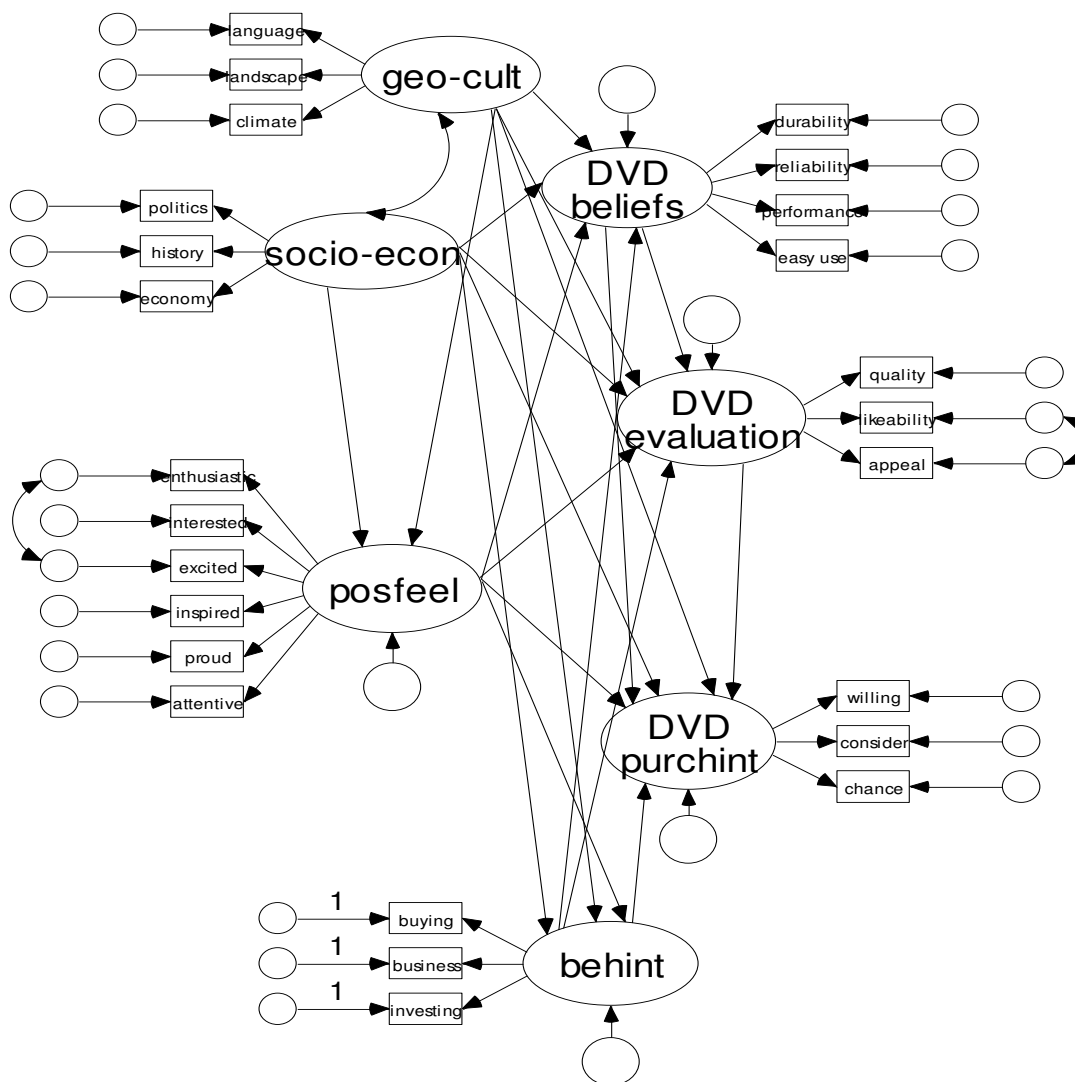 language
landscape
climate
geo-cult
durability
reliability
performance
easy use
DVD
beliefs
politics
history
economy
socio-econ
quality
likeability
appeal
DVD
evaluation
enthusiastic
interested
excited
inspired
proud
attentive
posfeel
willing
consider
chance
DVD
purchint
1
buying
1
business
1
investing
behint